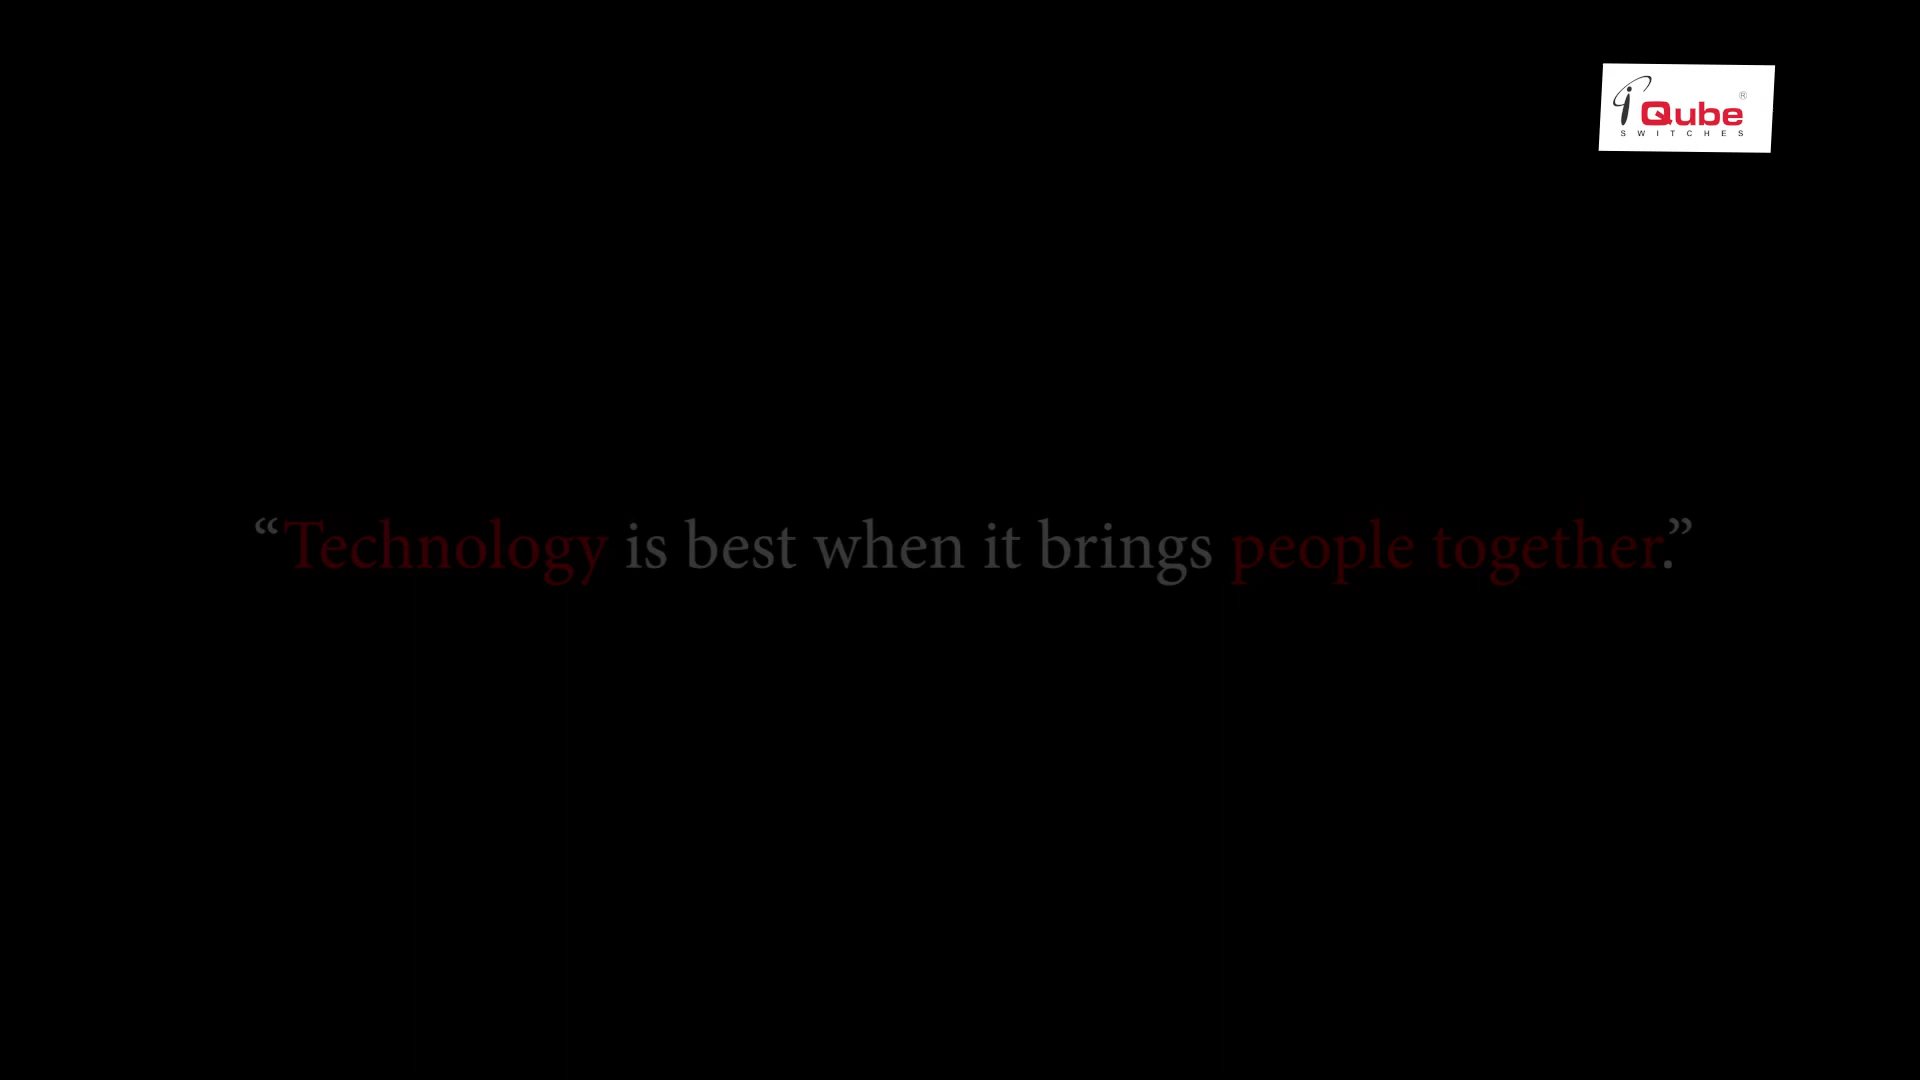 iQube®
SWITCHES
“Technology is best when it brings people together.”